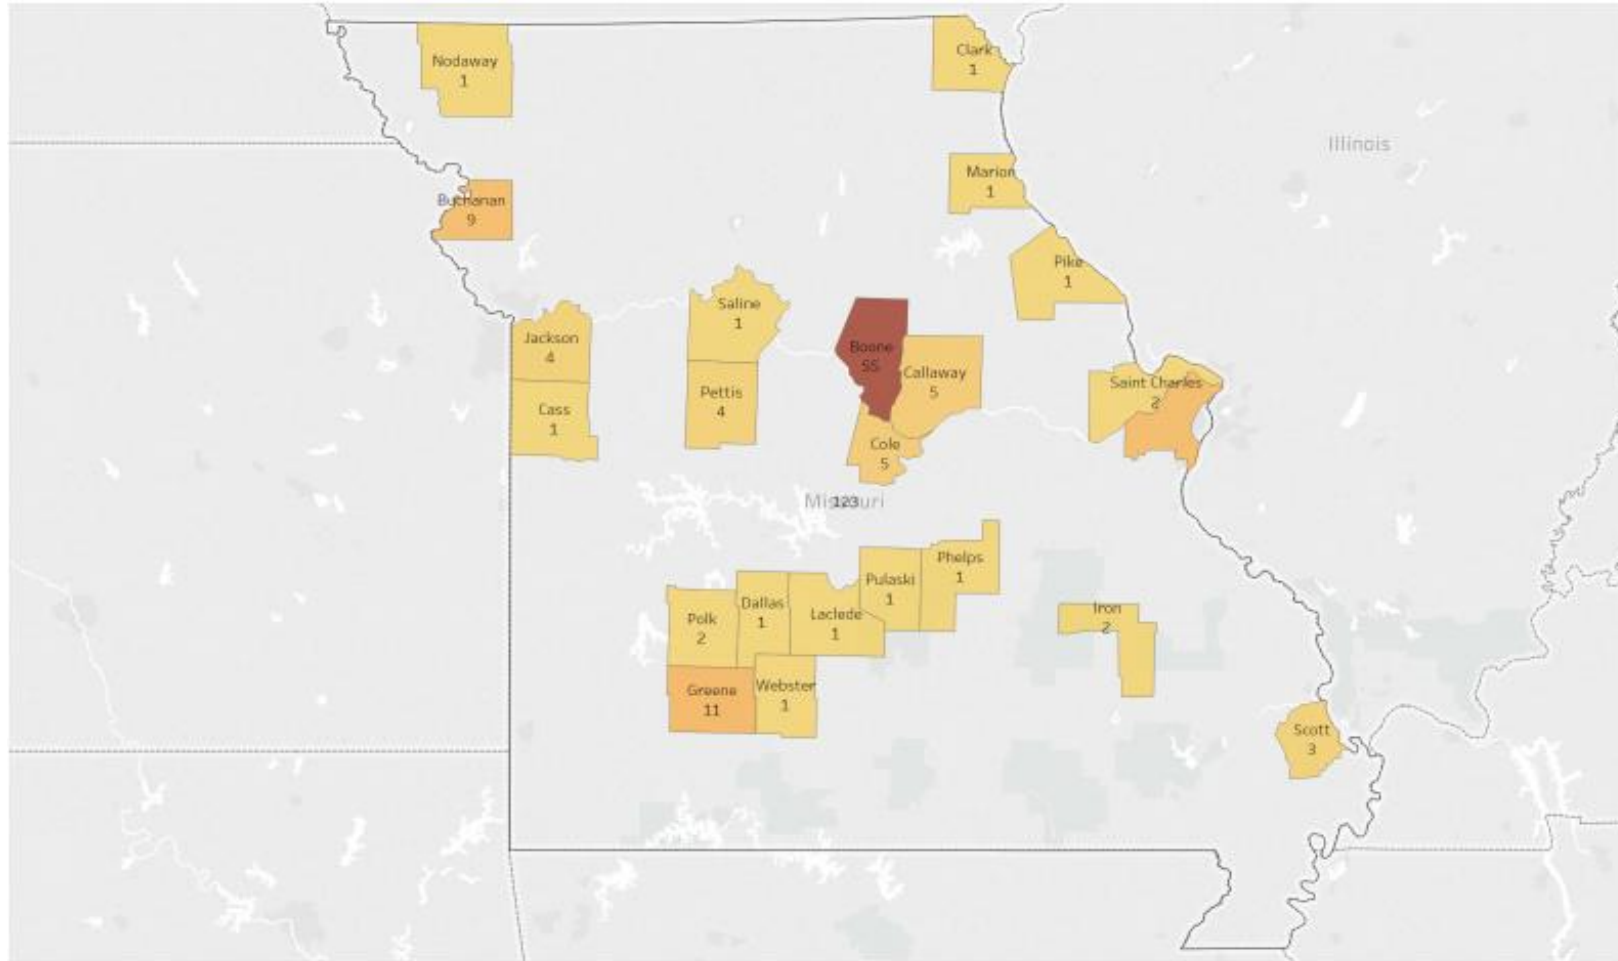 Nodaway
1
Clark
1
Illinois
Marion
1
Buchanan
9
Pike
1
Saline
1
Jackson
4
Boone
55
Callaway
5
Saint Charles
2
Pettis
4
Cass
1
Cole
5
Missouri
123
Phelps
1
Pulaski
1
Dallas
1
Laclede
1
Polk
2
Iron
2
Greene
11
Webster
1
Scott
3